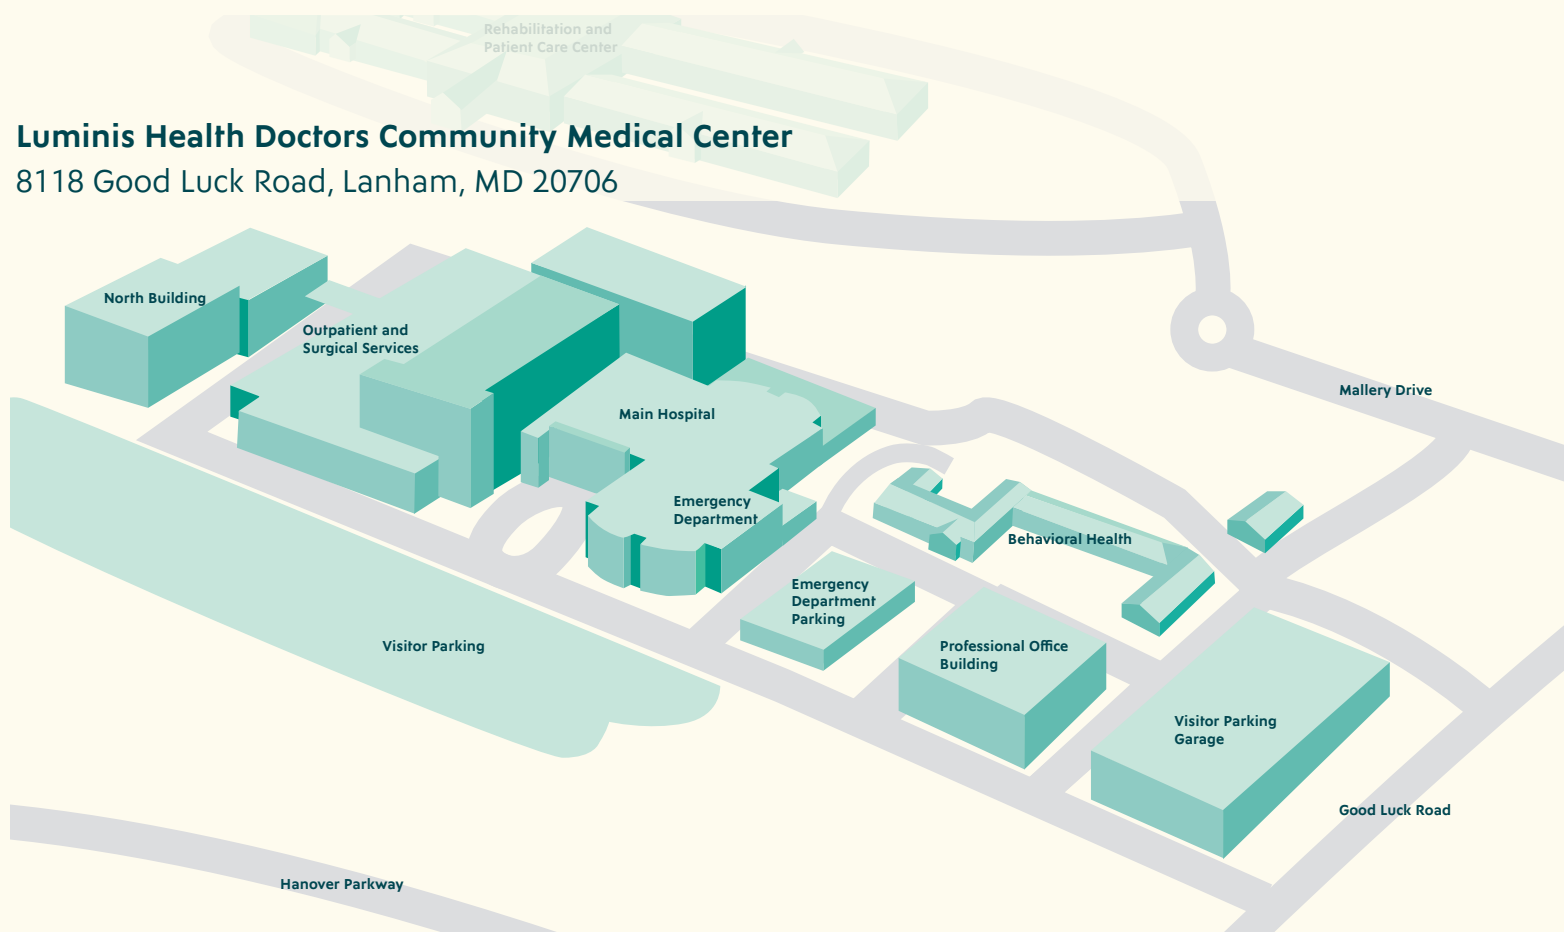 Rehabilitation and
Patient Care Center
Luminis Health Doctors Community Medical Center
8118 Good Luck Road, Lanham, MD 20706
North Building
Outpatient and
Surgical Services
Main Hospital
Mallery Drive
Emergency
Department
Behavioral Health
Emergency
Department
Parking
Visitor Parking
Professional Office
Building
Visitor Parking
Garage
Good Luck Road
Hanover Parkway